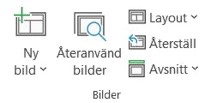 Ny
bild
Återanvänd
bilder
Layout
Återställ
Avsnitt
Bilder